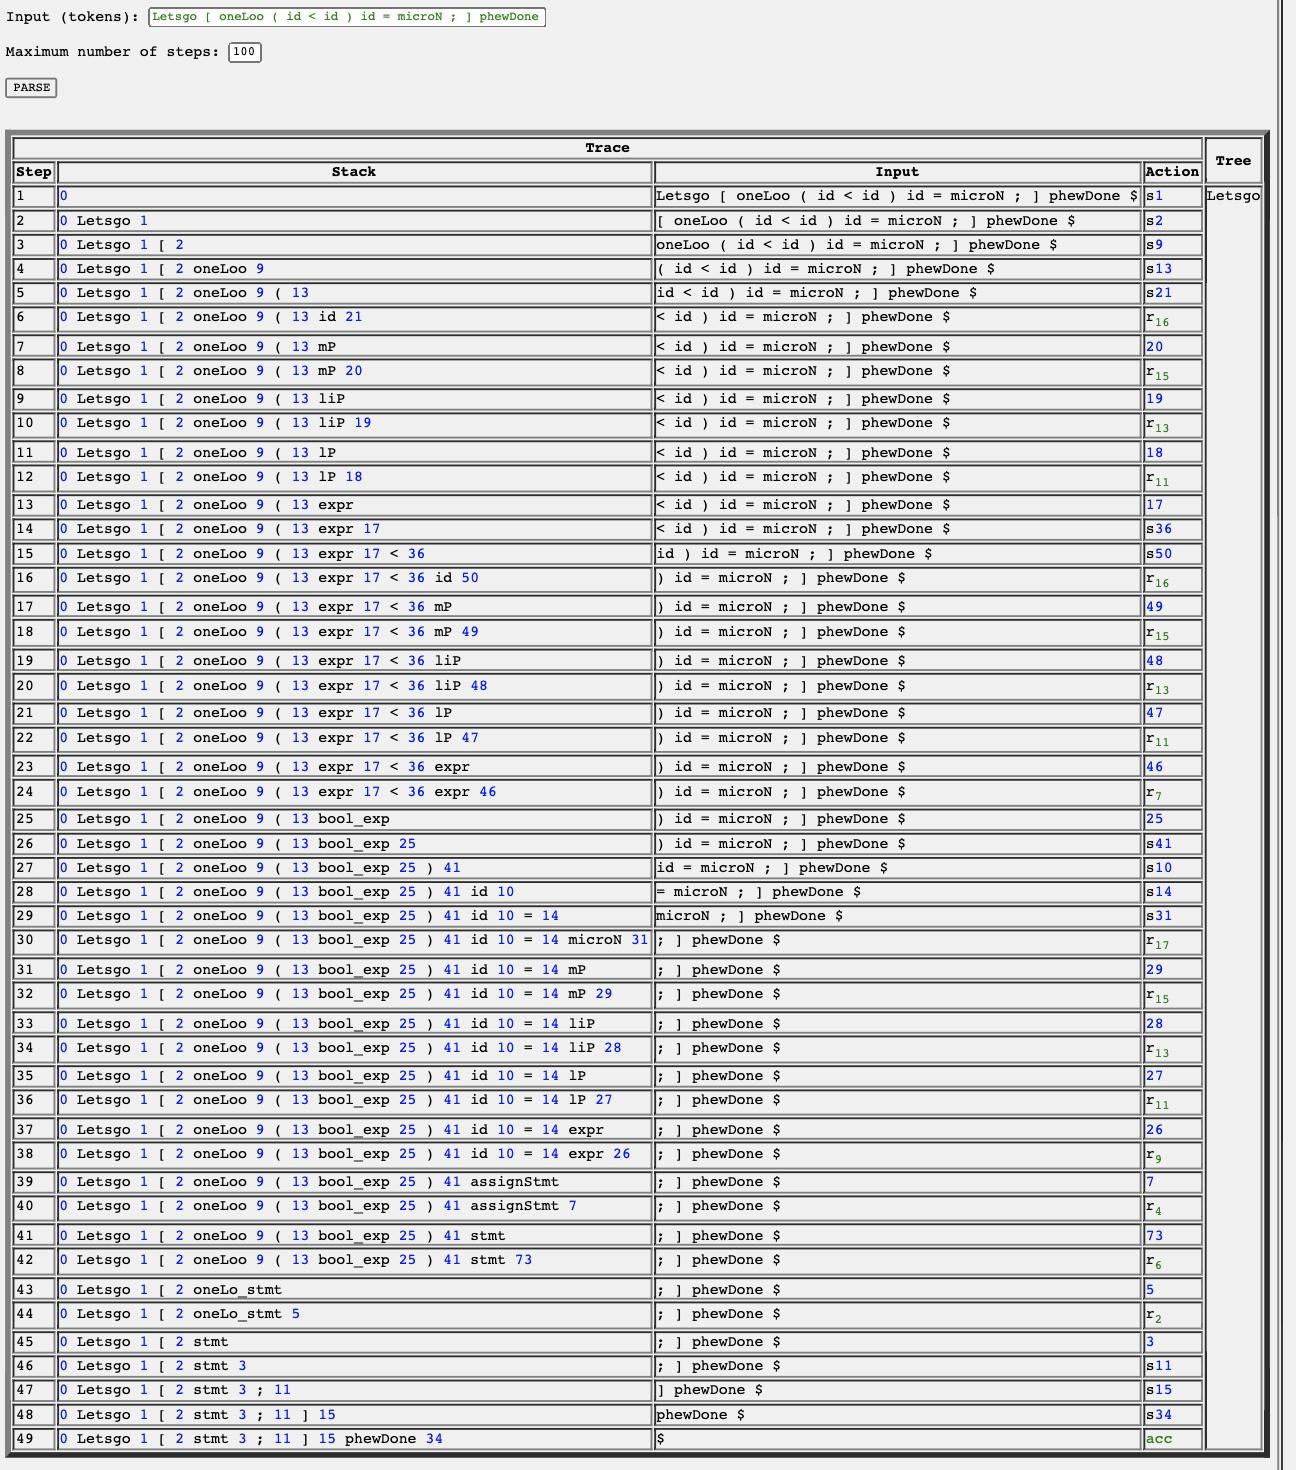 Input (tokens): Letsgo [ oneLoo ( id < id ) id = microN ; ] phewDone
Maximum number of steps: 100
PARSE
Trace Tree
Step Stack Input Action
1 0 Letsgo [ oneLoo ( id < id ) id = microN ; ] phewDone $ s1 Letsgo
2 0 Letsgo 1 [ oneLoo ( id < id ) id = microN ; ] phewDone $ s2
3 0 Letsgo 1 [ 2 oneLoo ( id < id ) id = microN ; ] phewDone $ s9
4 0 Letsgo 1 [ 2 oneLoo 9 ( id < id ) id = microN ; ] phewDone $ s13
5 0 Letsgo 1 [ 2 oneLoo 9 ( 13 id < id ) id = microN ; ] phewDone $ s21
6 0 Letsgo 1 [ 2 oneLoo 9 ( 13 id 21 < id ) id = microN ; ] phewDone $ r16
7 0 Letsgo 1 [ 2 oneLoo 9 ( 13 mP < id ) id = microN ; ] phewDone $ 20
8 0 Letsgo 1 [ 2 oneLoo 9 ( 13 mP 20 < id ) id = microN ; ] phewDone $ r15
9 0 Letsgo 1 [ 2 oneLoo 9 ( 13 liP < id ) id = microN ; ] phewDone $ 19
10 0 Letsgo 1 [ 2 oneLoo 9 ( 13 liP 19 < id ) id = microN ; ] phewDone $ r13
11 0 Letsgo 1 [ 2 oneLoo 9 ( 13 lP < id ) id = microN ; ] phewDone $ 18
12 0 Letsgo 1 [ 2 oneLoo 9 ( 13 lP 18 < id ) id = microN ; ] phewDone $ r11
13 0 Letsgo 1 [ 2 oneLoo 9 ( 13 expr < id ) id = microN ; ] phewDone $ 17
14 0 Letsgo 1 [ 2 oneLoo 9 ( 13 expr 17 < id ) id = microN ; ] phewDone $ s36
15 0 Letsgo 1 [ 2 oneLoo 9 ( 13 expr 17 < 36 id ) id = microN ; ] phewDone $ s50
16 0 Letsgo 1 [ 2 oneLoo 9 ( 13 expr 17 < 36 id 50 ) id = microN ; ] phewDone $ r16
17 0 Letsgo 1 [ 2 oneLoo 9 ( 13 expr 17 < 36 mP ) id = microN ; ] phewDone $ 49
18 0 Letsgo 1 [ 2 oneLoo 9 ( 13 expr 17 < 36 mP 49 ) id = microN ; ] phewDone $ r15
19 0 Letsgo 1 [ 2 oneLoo 9 ( 13 expr 17 < 36 liP ) id = microN ; ] phewDone $ 48
20 0 Letsgo 1 [ 2 oneLoo 9 ( 13 expr 17 < 36 liP 48 ) id = microN ; ] phewDone $ r13
21 0 Letsgo 1 [ 2 oneLoo 9 ( 13 expr 17 < 36 lP ) id = microN ; ] phewDone $ 47
22 0 Letsgo 1 [ 2 oneLoo 9 ( 13 expr 17 < 36 lP 47 ) id = microN ; ] phewDone $ r11
23 0 Letsgo 1 [ 2 oneLoo 9 ( 13 expr 17 < 36 expr ) id = microN ; ] phewDone $ 46
24 0 Letsgo 1 [ 2 oneLoo 9 ( 13 expr 17 < 36 expr 46 ) id = microN ; ] phewDone $ r7
25 0 Letsgo 1 [ 2 oneLoo 9 ( 13 bool_exp ) id = microN ; ] phewDone $ 25
26 0 Letsgo 1 [ 2 oneLoo 9 ( 13 bool_exp 25 ) id = microN ; ] phewDone $ s41
27 0 Letsgo 1 [ 2 oneLoo 9 ( 13 bool_exp 25 ) 41 id = microN ; ] phewDone $ s10
28 0 Letsgo 1 [ 2 oneLoo 9 ( 13 bool_exp 25 ) 41 id 10 = microN ; ] phewDone $ s14
29 0 Letsgo 1 [ 2 oneLoo 9 ( 13 bool_exp 25 ) 41 id 10 = 14 microN ; ] phewDone $ s31
30 0 Letsgo 1 [ 2 oneLoo 9 ( 13 bool_exp 25 ) 41 id 10 = 14 microN 31 ; ] phewDone $ r17
31 0 Letsgo 1 [ 2 oneLoo 9 ( 13 bool_exp 25 ) 41 id 10 = 14 mP ; ] phewDone $ 29
32 0 Letsgo 1 [ 2 oneLoo 9 ( 13 bool_exp 25 ) 41 id 10 = 14 mP 29 ; ] phewDone $ r15
33 0 Letsgo 1 [ 2 oneLoo 9 ( 13 bool_exp 25 ) 41 id 10 = 14 liP ; ] phewDone $ 28
34 0 Letsgo 1 [ 2 oneLoo 9 ( 13 bool_exp 25 ) 41 id 10 = 14 liP 28 ; ] phewDone $ r13
35 0 Letsgo 1 [ 2 oneLoo 9 ( 13 bool_exp 25 ) 41 id 10 = 14 lP ; ] phewDone $ 27
36 0 Letsgo 1 [ 2 oneLoo 9 ( 13 bool_exp 25 ) 41 id 10 = 14 lP 27 ; ] phewDone $ r11
37 0 Letsgo 1 [ 2 oneLoo 9 ( 13 bool_exp 25 ) 41 id 10 = 14 expr ; ] phewDone $ 26
38 0 Letsgo 1 [ 2 oneLoo 9 ( 13 bool_exp 25 ) 41 id 10 = 14 expr 26 ; ] phewDone $ r9
39 0 Letsgo 1 [ 2 oneLoo 9 ( 13 bool_exp 25 ) 41 assignStmt ; ] phewDone $ 7
40 0 Letsgo 1 [ 2 oneLoo 9 ( 13 bool_exp 25 ) 41 assignStmt 7 ; ] phewDone $ r4
41 0 Letsgo 1 [ 2 oneLoo 9 ( 13 bool_exp 25 ) 41 stmt ; ] phewDone $ 73
42 0 Letsgo 1 [ 2 oneLoo 9 ( 13 bool_exp 25 ) 41 stmt 73 ; ] phewDone $ r6
43 0 Letsgo 1 [ 2 oneLo_stmt ; ] phewDone $ 5
44 0 Letsgo 1 [ 2 oneLo_stmt 5 ; ] phewDone $ r2
45 0 Letsgo 1 [ 2 stmt ; ] phewDone $ 3
46 0 Letsgo 1 [ 2 stmt 3 ; ] phewDone $ s11
47 0 Letsgo 1 [ 2 stmt 3 ; 11 ] phewDone $ s15
48 0 Letsgo 1 [ 2 stmt 3 ; 11 ] 15 phewDone $ s34
49 0 Letsgo 1 [ 2 stmt 3 ; 11 ] 15 phewDone 34 $ acc